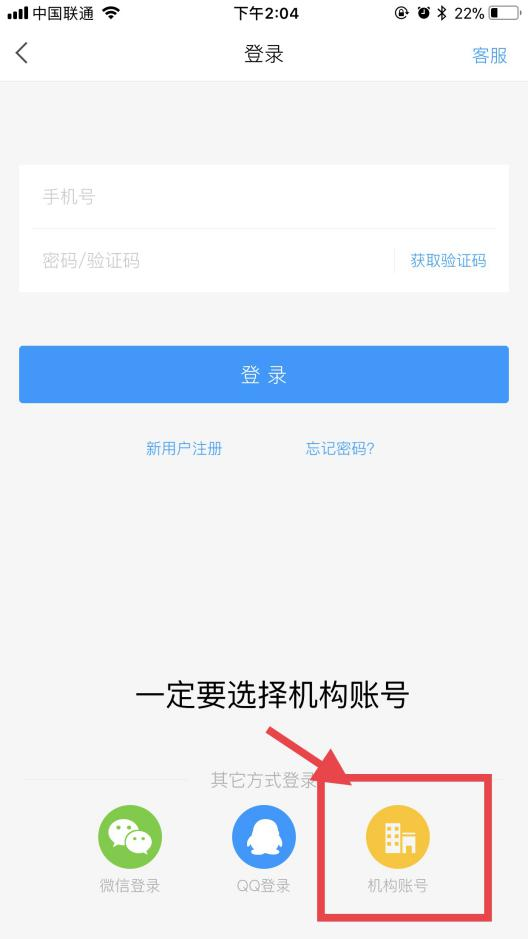 中国联通 下午2:04 22%
登录 客服
手机号
密码/验证码 获取验证码
登 录
新用户注册 忘记密码?
一定要选择机构账号
其它方式登录
微信登录 QQ登录 机构账号